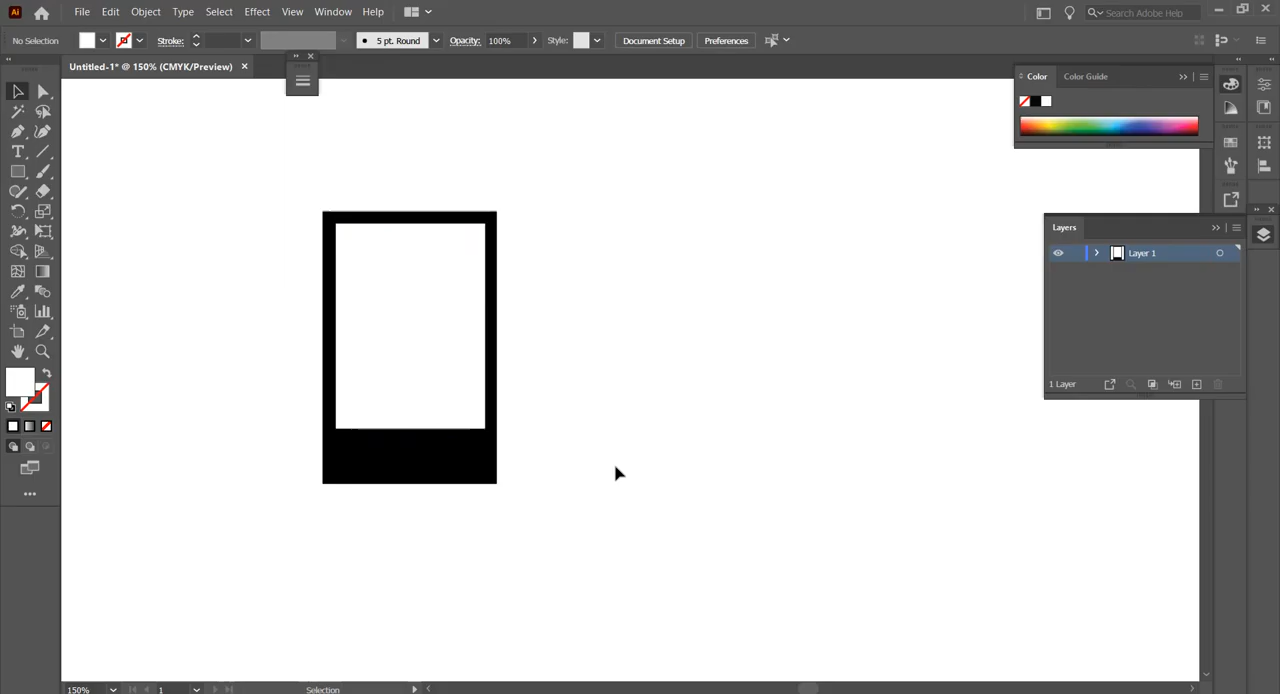 Ai File Edit Object Type Select Effect View Window Help Search Adobe Help
No Selection Stroke: 5 pt. Round Opacity: 100% Style: Document Setup Preferences
Untitled-1* @ 150% (CMYK/Preview)
Color Color Guide
Layers
Layer 1
1 Layer
150% 1 Selection